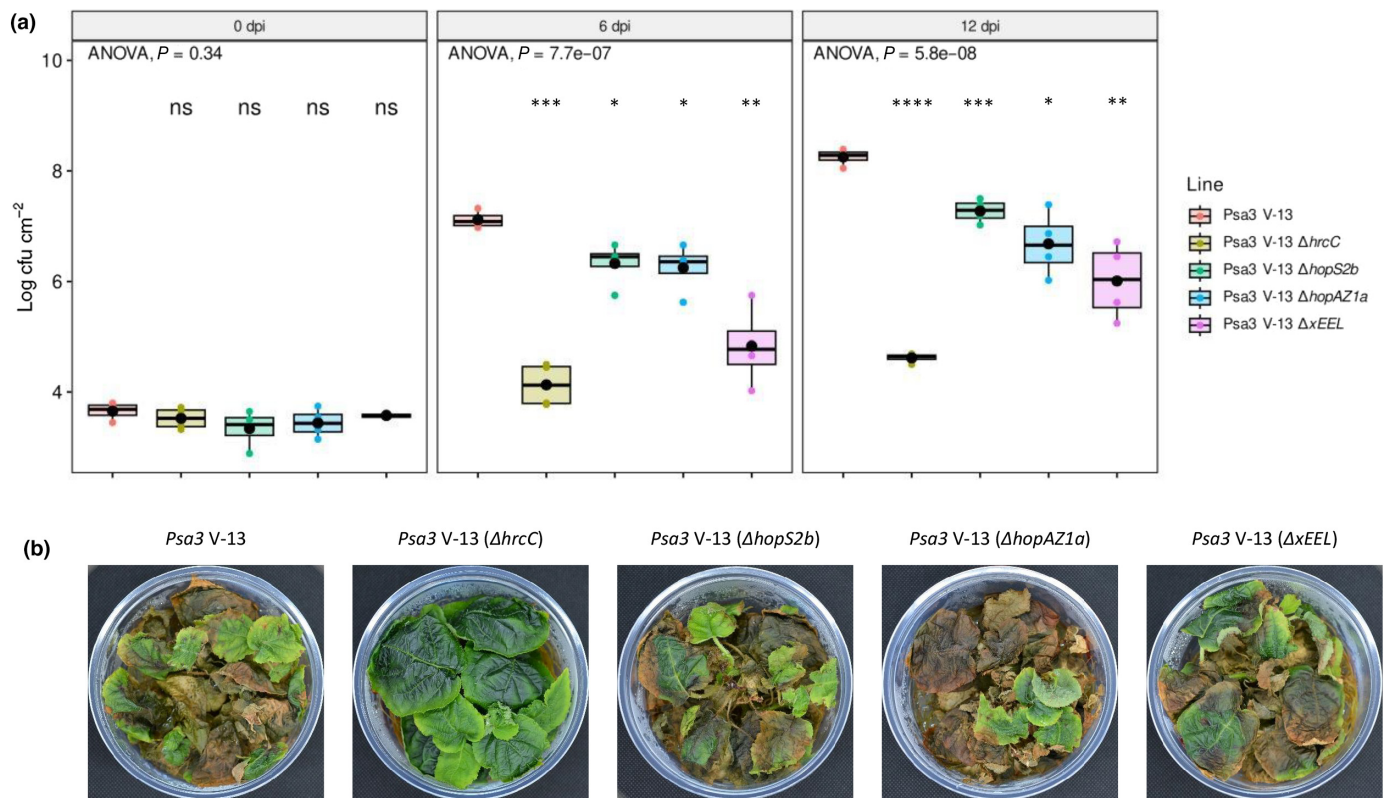 (a)
0 dpi
6 dpi
12 dpi
ANOVA, P = 0.34
ANOVA, P = 7.7e−07
ANOVA, P = 5.8e−08
ns ns ns ns
*** * * **
**** *** * **
10
8
6
4
Log cfu cm⁻²
Line
Psa3 V-13
Psa3 V-13 ΔhrcC
Psa3 V-13 ΔhopS2b
Psa3 V-13 ΔhopAZ1a
Psa3 V-13 ΔxEEL
(b)
Psa3 V-13
Psa3 V-13 (ΔhrcC)
Psa3 V-13 (ΔhopS2b)
Psa3 V-13 (ΔhopAZ1a)
Psa3 V-13 (ΔxEEL)